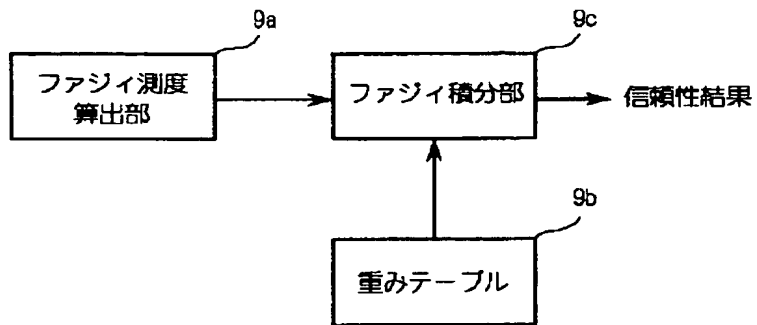 9a
ファジィ測度
算出部
9c
ファジィ積分部
信頼性結果
9b
重みテーブル